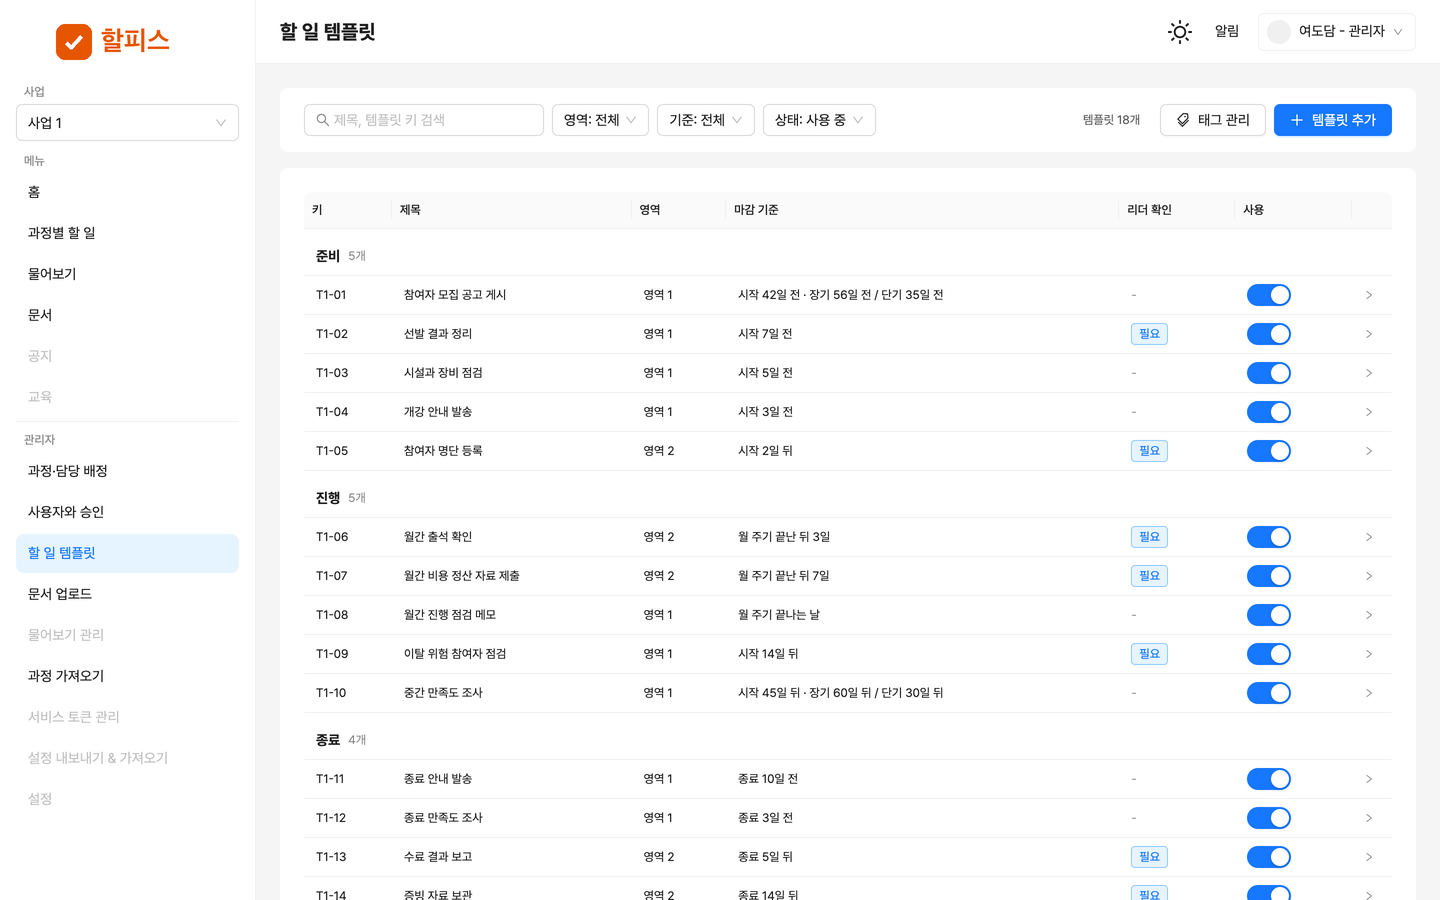 할피스
사업
사업 1
메뉴
홈
과정별 할 일
물어보기
문서
공지
교육
관리자
과정·담당 배정
사용자와 승인
할 일 템플릿
문서 업로드
물어보기 관리
과정 가져오기
서비스 토큰 관리
설정 내보내기 & 가져오기
설정
할 일 템플릿
알림
여도담 - 관리자
제목, 템플릿 키 검색
영역: 전체
기준: 전체
상태: 사용 중
템플릿 18개
태그 관리
템플릿 추가
키 제목 영역 마감 기준 리더 확인 사용
준비 5개
T1-01 참여자 모집 공고 게시 영역 1 시작 42일 전 · 장기 56일 전 / 단기 35일 전 -
T1-02 선발 결과 정리 영역 1 시작 7일 전 필요
T1-03 시설과 장비 점검 영역 1 시작 5일 전 -
T1-04 개강 안내 발송 영역 1 시작 3일 전 -
T1-05 참여자 명단 등록 영역 2 시작 2일 뒤 필요
진행 5개
T1-06 월간 출석 확인 영역 2 월 주기 끝난 뒤 3일 필요
T1-07 월간 비용 정산 자료 제출 영역 2 월 주기 끝난 뒤 7일 필요
T1-08 월간 진행 점검 메모 영역 1 월 주기 끝나는 날 -
T1-09 이탈 위험 참여자 점검 영역 1 시작 14일 뒤 필요
T1-10 중간 만족도 조사 영역 1 시작 45일 뒤 · 장기 60일 뒤 / 단기 30일 뒤 -
종료 4개
T1-11 종료 안내 발송 영역 1 종료 10일 전 -
T1-12 종료 만족도 조사 영역 1 종료 3일 전 -
T1-13 수료 결과 보고 영역 2 종료 5일 뒤 필요
T1-14 증빙 자료 보관 영역 2 종료 14일 뒤 필요